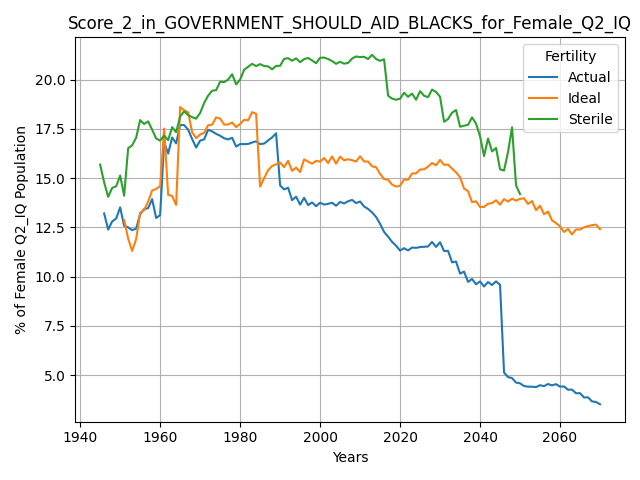 Score_2_in_GOVERNMENT_SHOULD_AID_BLACKS_for_Female_Q2_IQ
Fertility
Actual
Ideal
Sterile
% of Female Q2_IQ Population
20.0
17.5
15.0
12.5
10.0
7.5
5.0
1940 1960 1980 2000 2020 2040 2060
Years